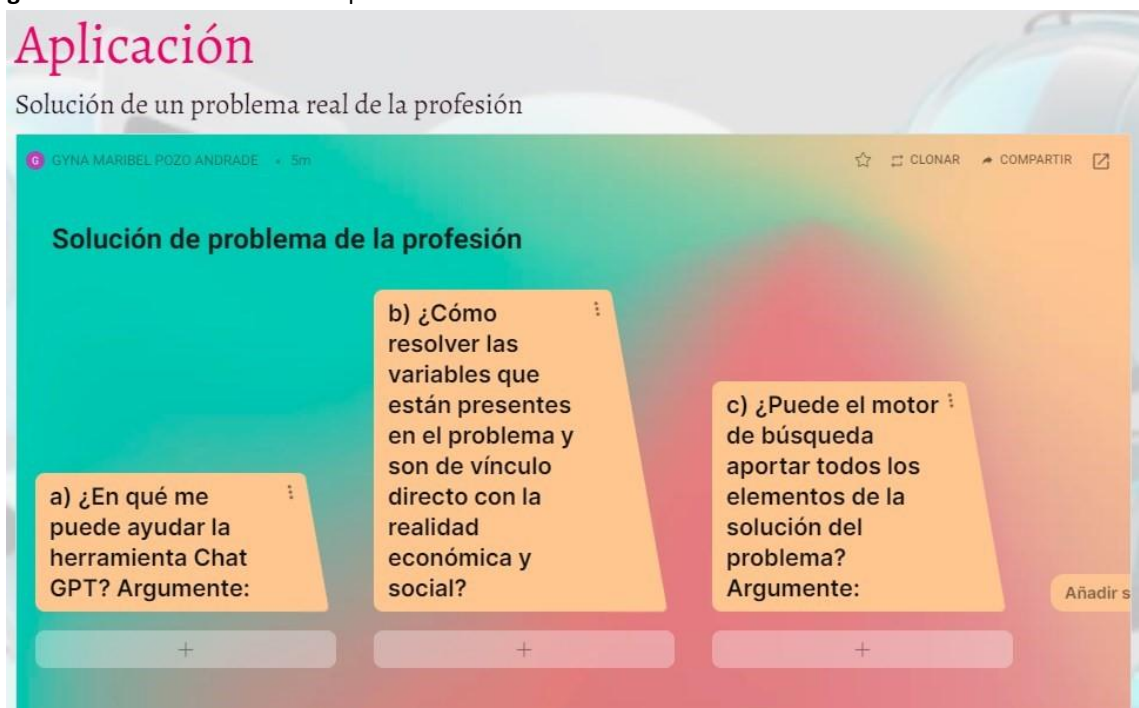 Aplicación
Solución de un problema real de la profesión
G GYNA MARIBEL POZO ANDRADE • 5m
CLONAR COMPARTIR
Solución de problema de la profesión
a) ¿En qué me
puede ayudar la
herramienta Chat
GPT? Argumente:
b) ¿Cómo
resolver las
variables que
están presentes
en el problema y
son de vínculo
directo con la
realidad
económica y
social?
c) ¿Puede el motor
de búsqueda
aportar todos los
elementos de la
solución del
problema?
Argumente:
Añadir s
+
+
+